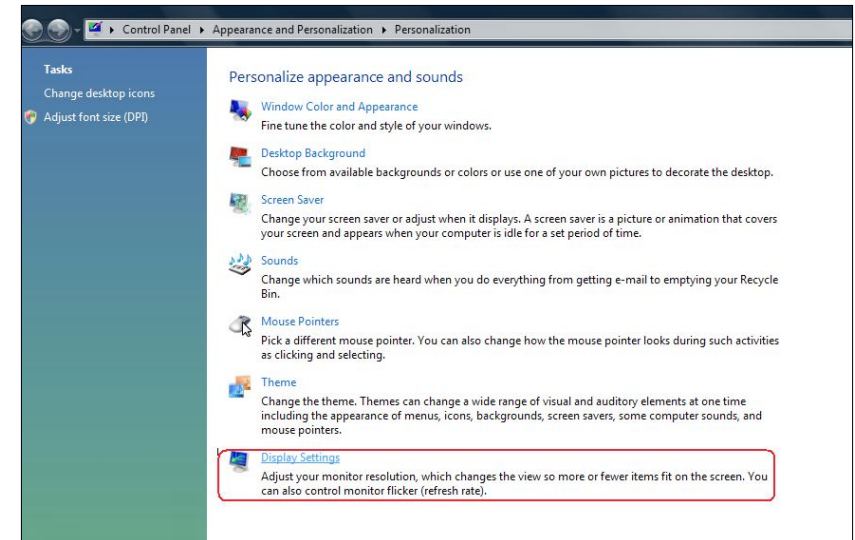 Control Panel ▸ Appearance and Personalization ▸ Personalization
Tasks
Change desktop icons
Adjust font size (DPI)
Personalize appearance and sounds
Window Color and Appearance
Fine tune the color and style of your windows.
Desktop Background
Choose from available backgrounds or colors or use one of your own pictures to decorate the desktop.
Screen Saver
Change your screen saver or adjust when it displays. A screen saver is a picture or animation that covers
your screen and appears when your computer is idle for a set period of time.
Sounds
Change which sounds are heard when you do everything from getting e-mail to emptying your Recycle
Bin.
Mouse Pointers
Pick a different mouse pointer. You can also change how the mouse pointer looks during such activities
as clicking and selecting.
Theme
Change the theme. Themes can change a wide range of visual and auditory elements at one time
including the appearance of menus, icons, backgrounds, screen savers, some computer sounds, and
mouse pointers.
Display Settings
Adjust your monitor resolution, which changes the view so more or fewer items fit on the screen. You
can also control monitor flicker (refresh rate).